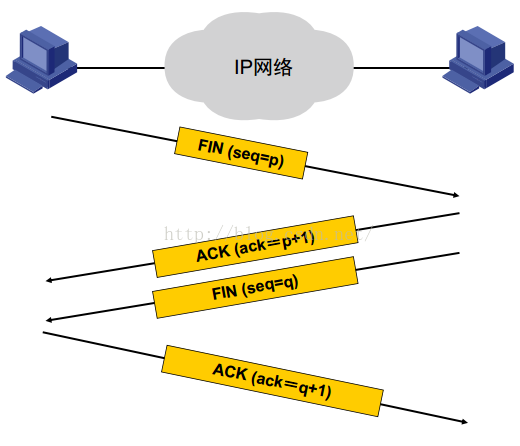 IP网络
FIN (seq=p)
ACK (ack＝p+1)
FIN (seq=q)
ACK (ack＝q+1)